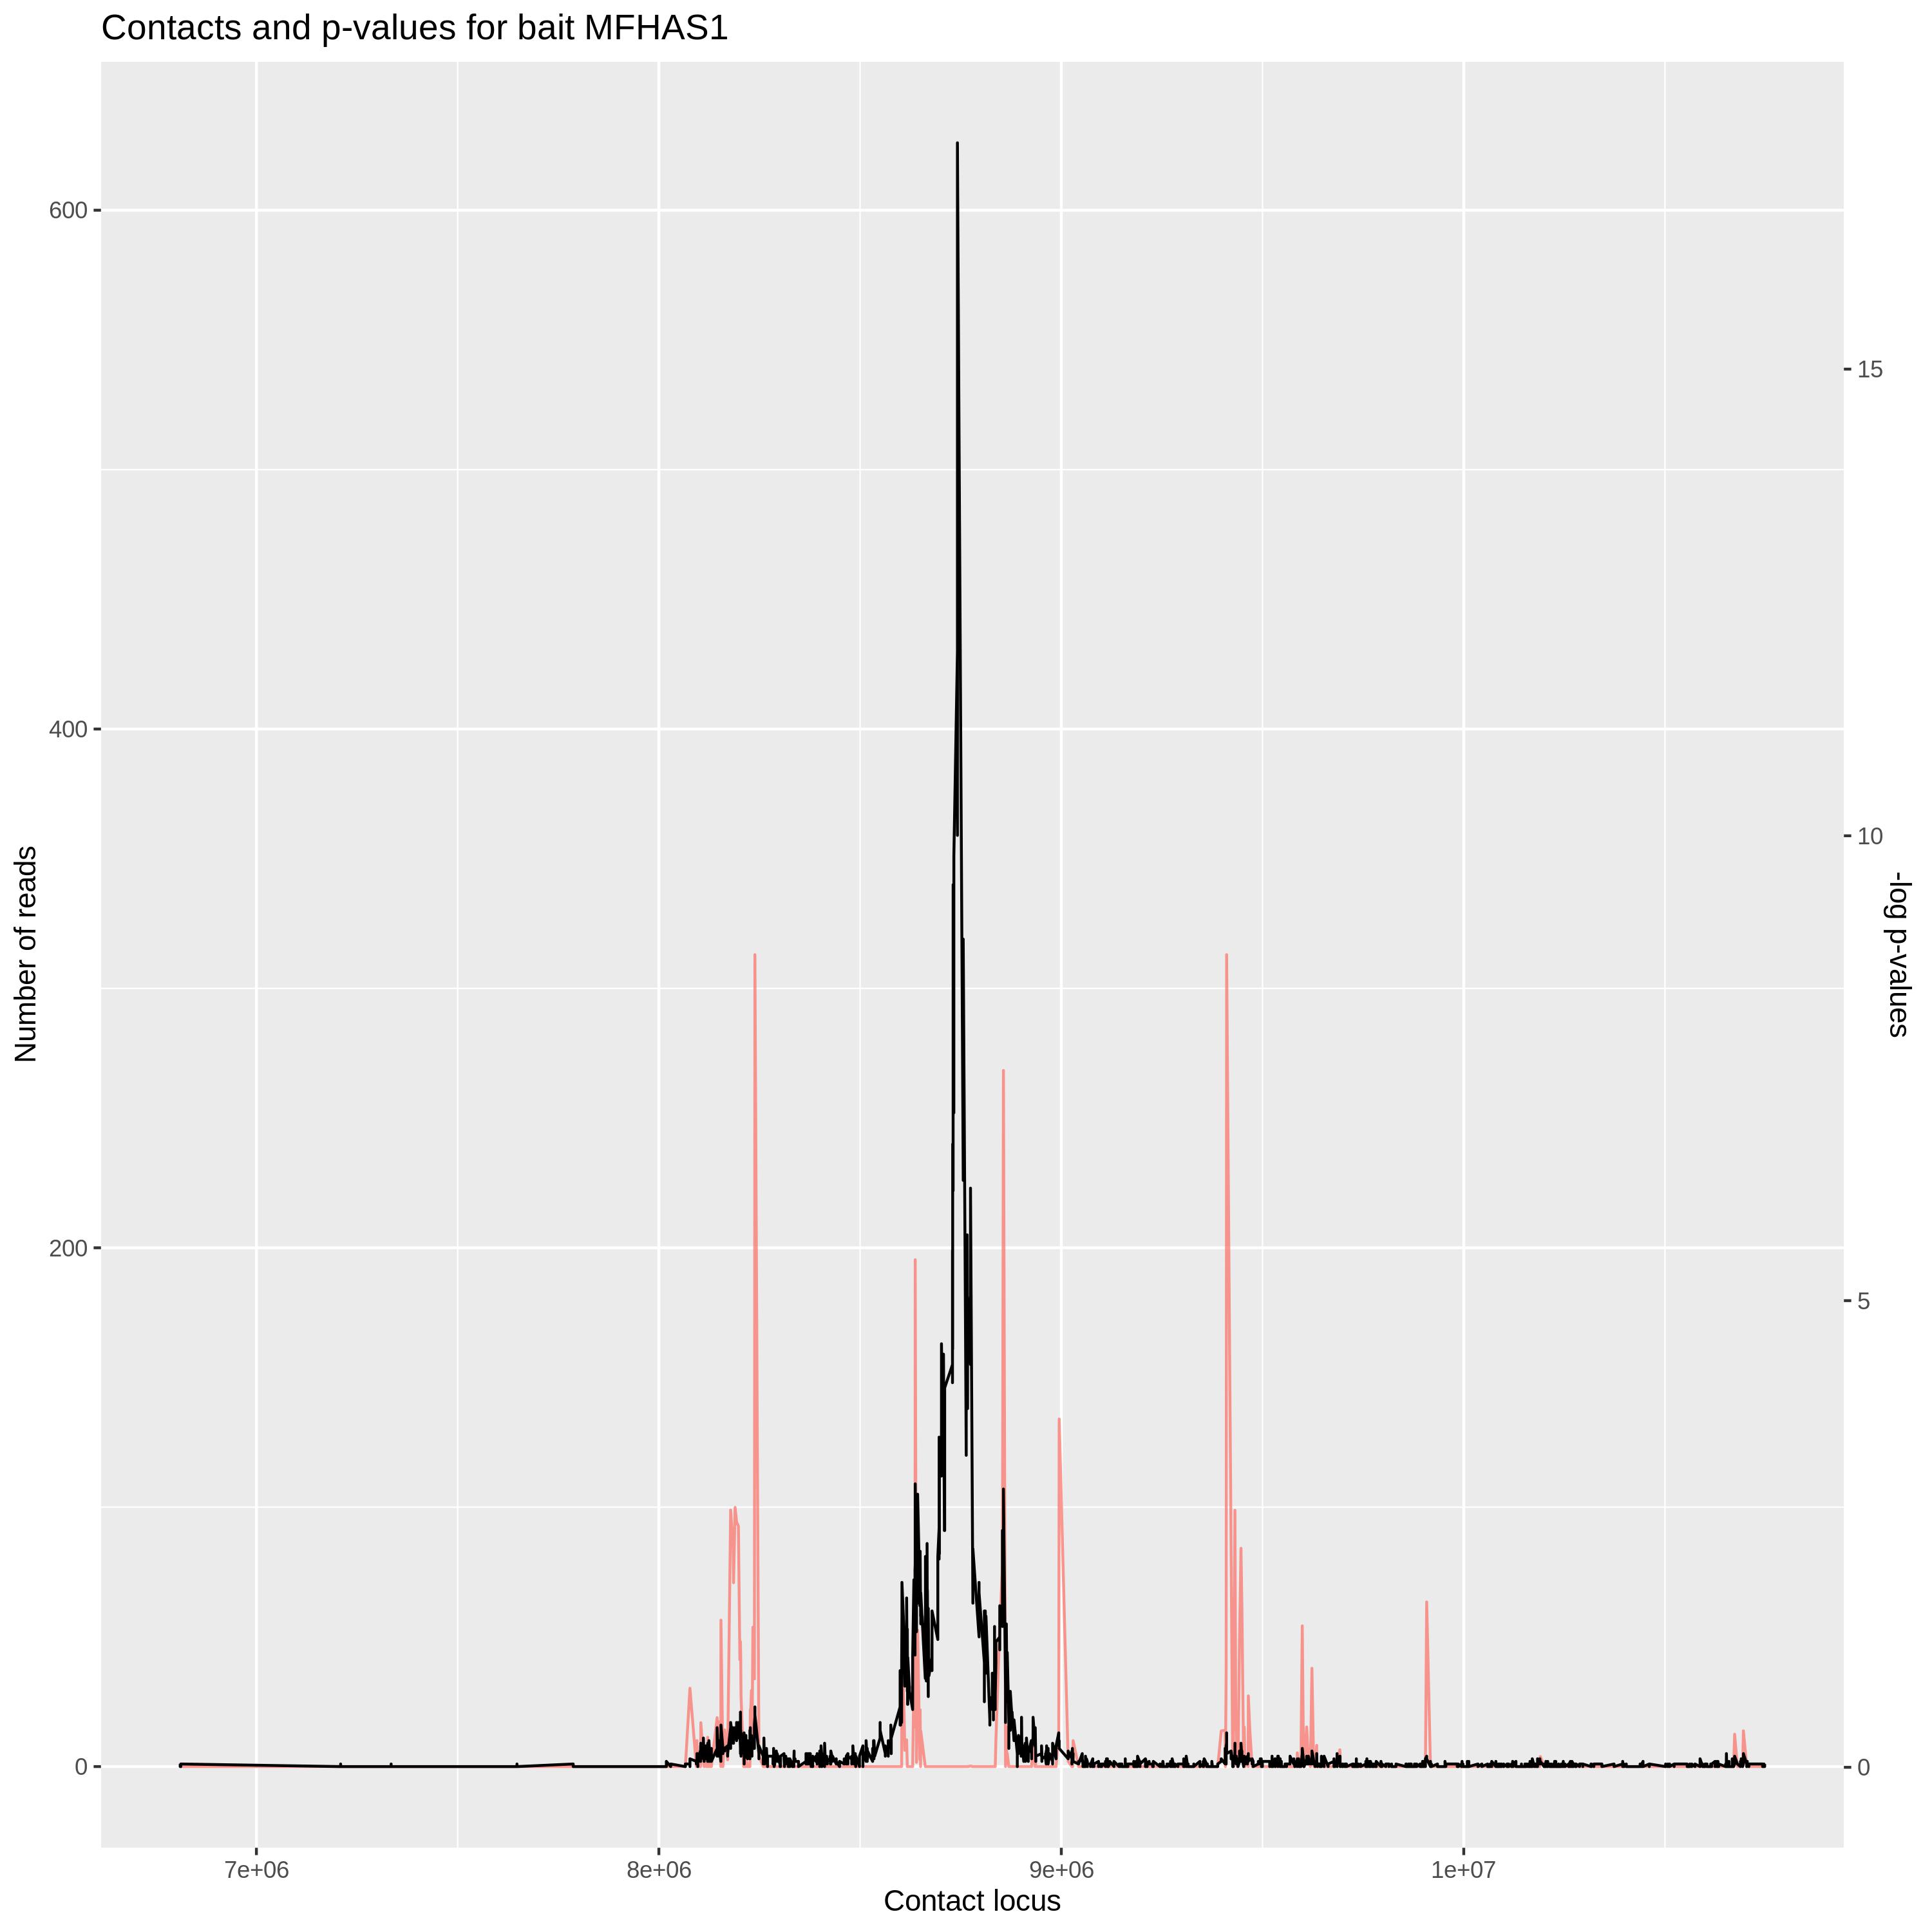 Contacts and p-values for bait MFHAS1
600
400
200
0
Number of reads
15
10
5
0
-log p-values
7e+06
8e+06
9e+06
1e+07
Contact locus